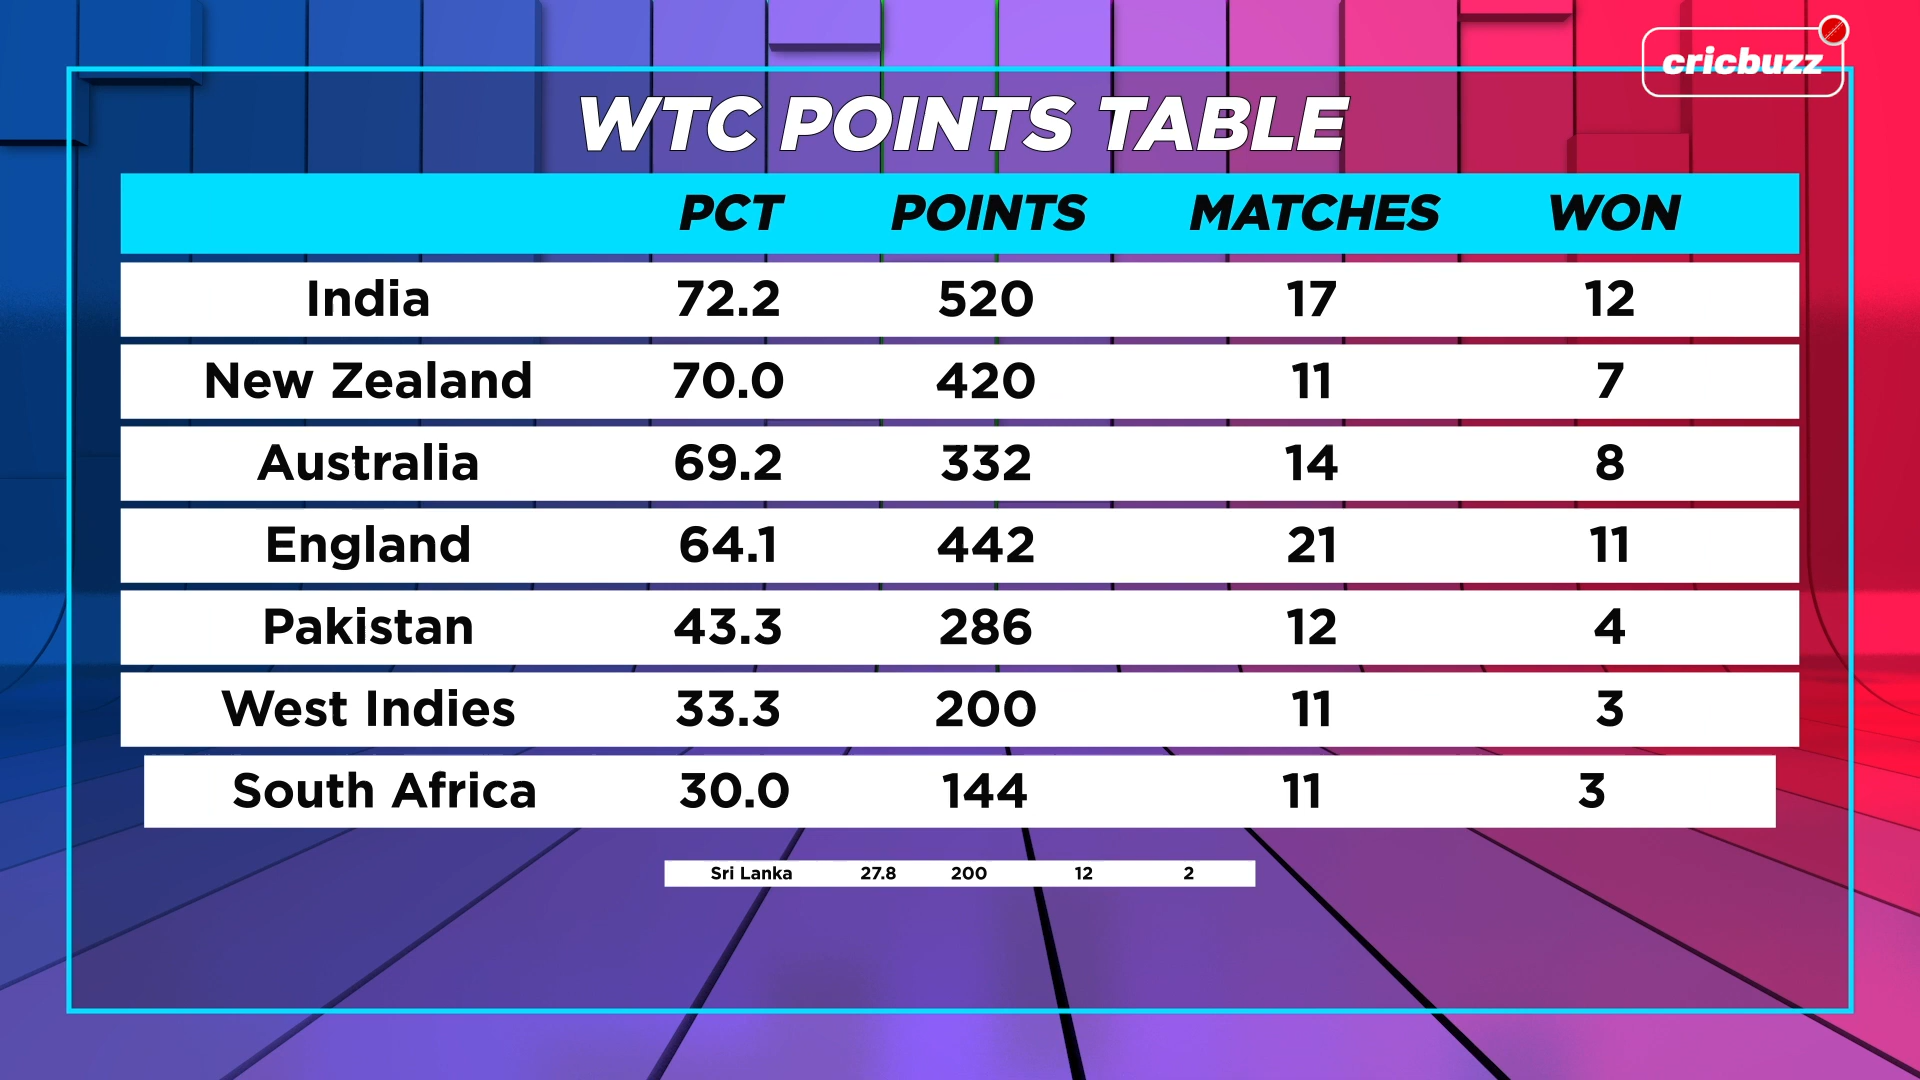 cricbuzz
WTC POINTS TABLE
PCT POINTS MATCHES WON
India 72.2 520 17 12
New Zealand 70.0 420 11 7
Australia 69.2 332 14 8
England 64.1 442 21 11
Pakistan 43.3 286 12 4
West Indies 33.3 200 11 3
South Africa 30.0 144 11 3
Sri Lanka 27.8 200 12 2